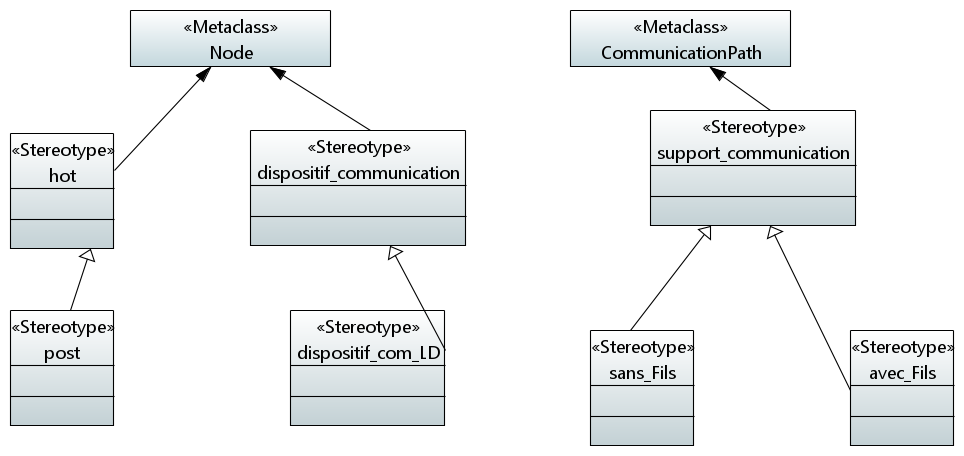 «Metaclass»
Node
«Metaclass»
CommunicationPath
«Stereotype»
hot
«Stereotype»
dispositif_communication
«Stereotype»
support_communication
«Stereotype»
post
«Stereotype»
dispositif_com_LD
«Stereotype»
sans_Fils
«Stereotype»
avec_Fils